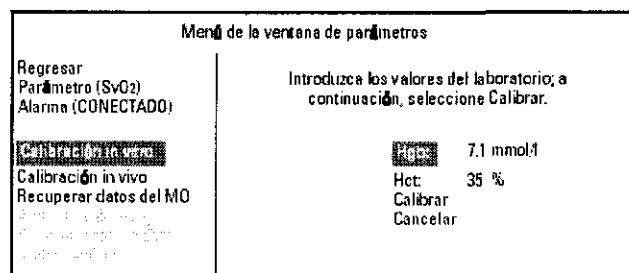 Menú de la ventana de parámetros
Regresar
Parámetro (SvO2)
Alarma (CONECTADO)
Calibración in vitro
Calibración in vivo
Recuperar datos del MO
Introduzca los valores del laboratorio; a
continuación, seleccione Calibrar.
7.1 mmol/l
Hct: 35 %
Calibrar
Cancelar